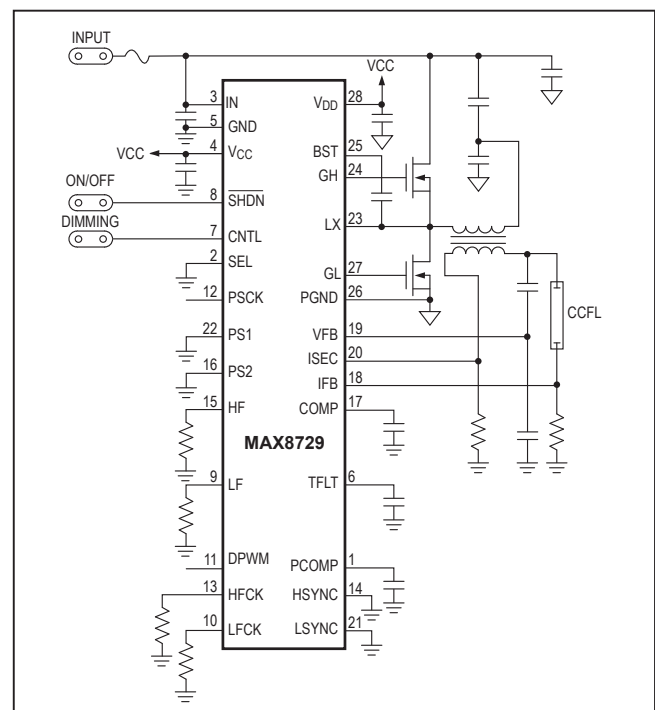 INPUT
VCC
3 IN
5 GND
VCC 4 VCC
ON/OFF 8 SHDN
DIMMING 7 CNTL
2 SEL
12 PSCK
22 PS1
16 PS2
15 HF
MAX8729
9 LF
11 DPWM
13 HFCK
10 LFCK
VDD 28
BST 25
GH 24
LX 23
GL 27
PGND 26
VFB 19
ISEC 20
IFB 18
COMP 17
TFLT 6
PCOMP 1
HSYNC 14
LSYNC 21
CCFL